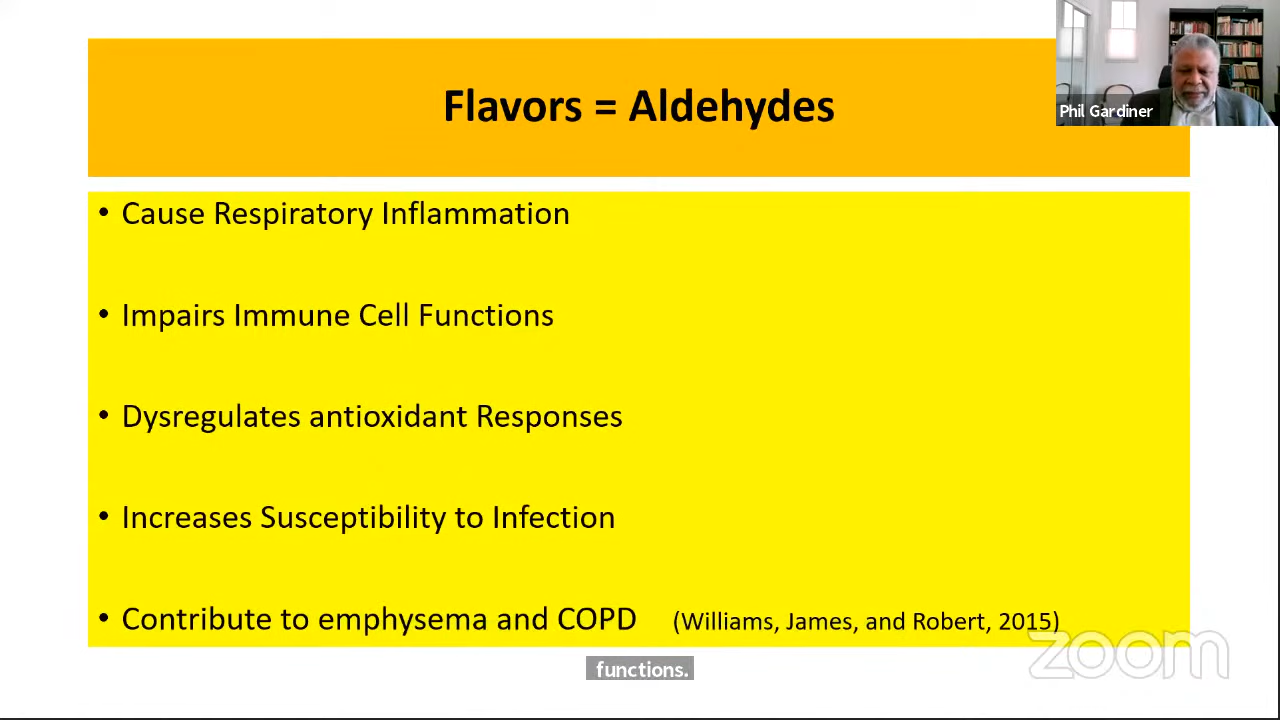 Flavors = Aldehydes
Phil Gardiner
• Cause Respiratory Inflammation
• Impairs Immune Cell Functions
• Dysregulates antioxidant Responses
• Increases Susceptibility to Infection
• Contribute to emphysema and COPD (Williams, James, and Robert, 2015)
zoom
functions.